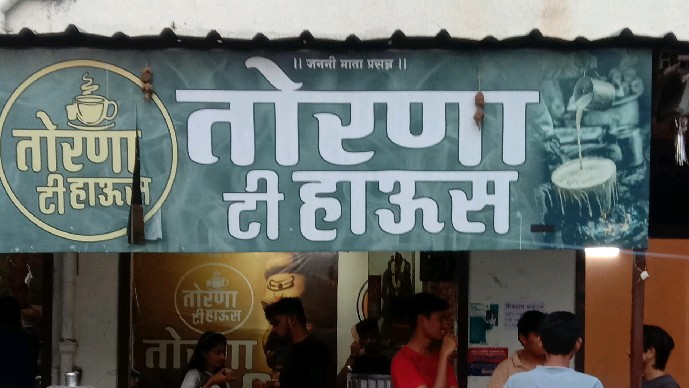 ।। जननी माता प्रसन्न ।।
तोरणा
टी हाऊस
तोरणा
टी हाऊस
तोरणा
टी हाऊस
तोरणा